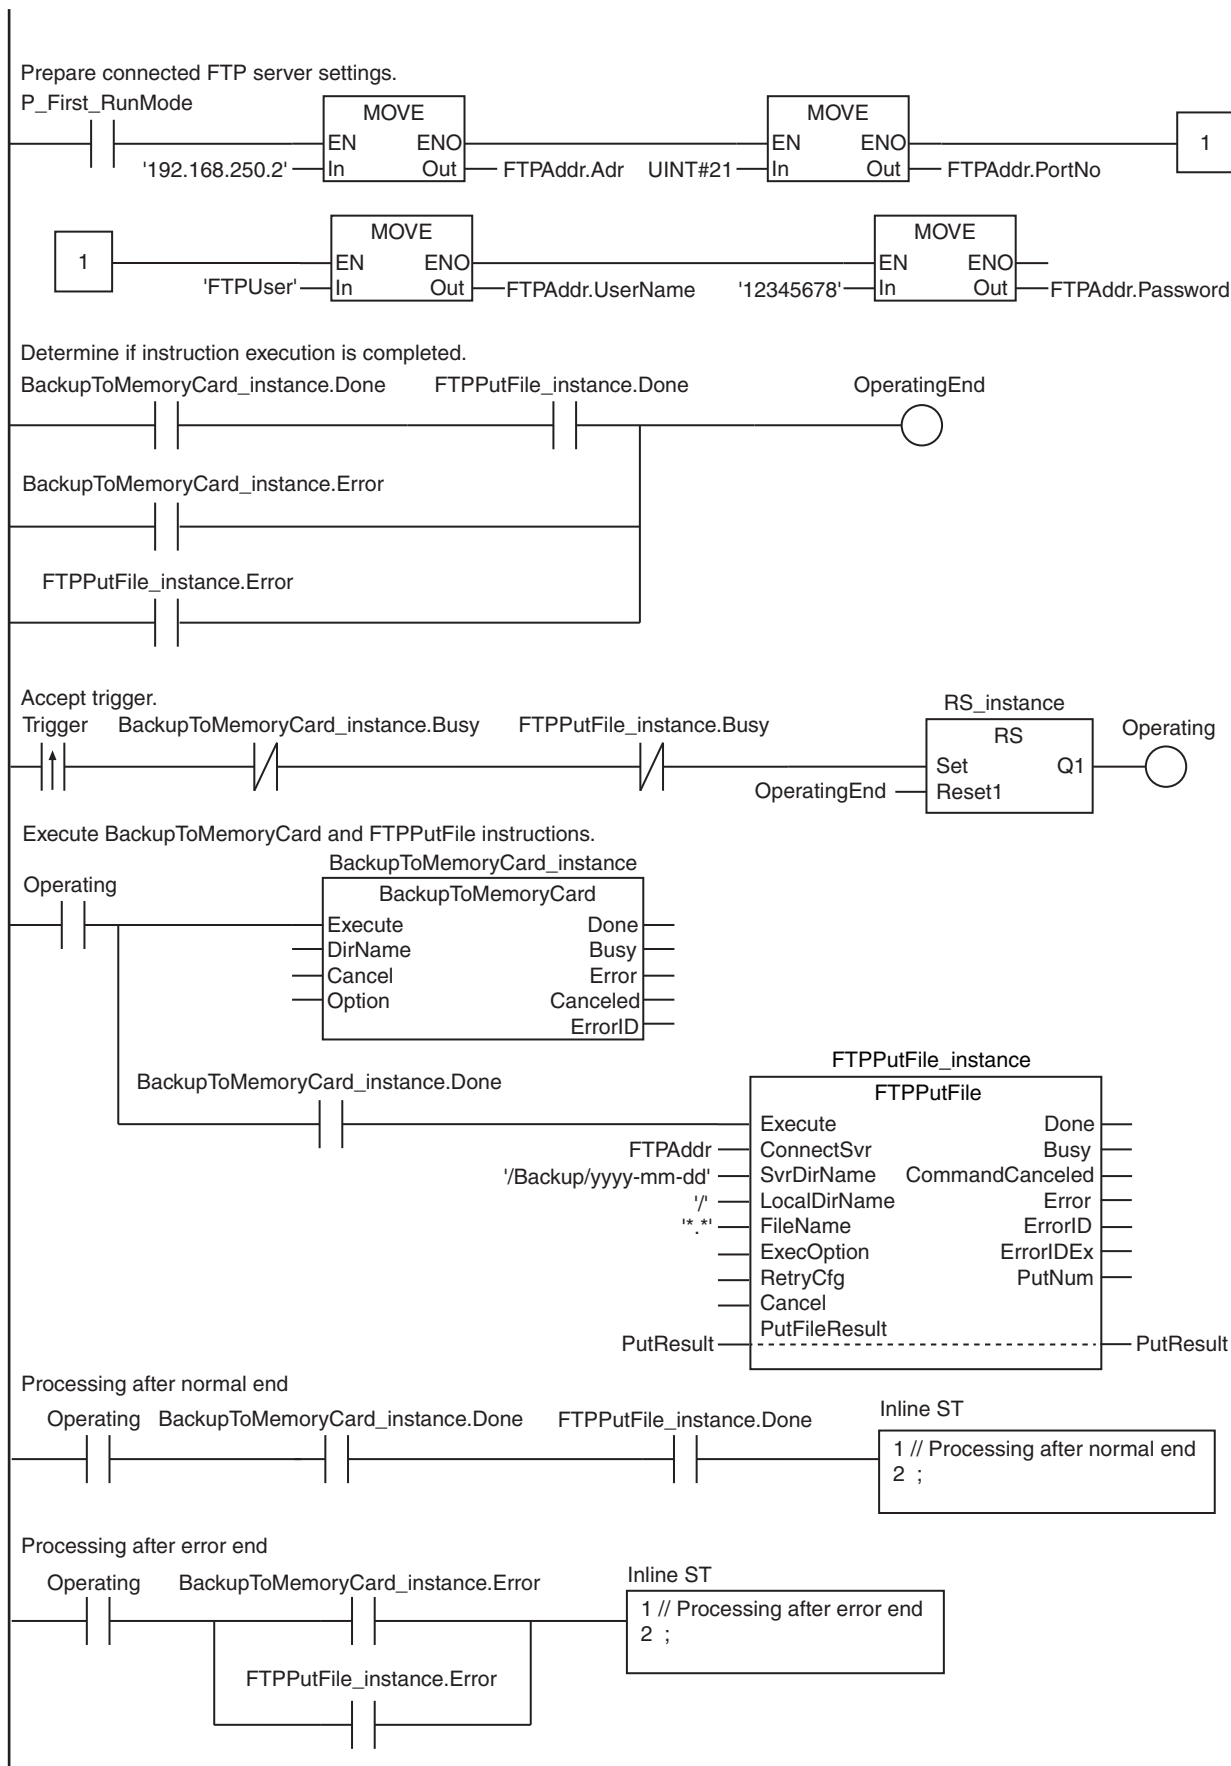 Prepare connected FTP server settings.
P_First_RunMode
MOVE
MOVE
EN ENO
EN ENO
1
'192.168.250.2' In Out FTPAddr.Adr
UINT#21 In Out FTPAddr.PortNo
MOVE
MOVE
1
EN ENO
EN ENO
'FTPUser' In Out FTPAddr.UserName
'12345678' In Out FTPAddr.Password
Determine if instruction execution is completed.
BackupToMemoryCard_instance.Done FTPPutFile_instance.Done OperatingEnd
BackupToMemoryCard_instance.Error
FTPPutFile_instance.Error
Accept trigger.
RS_instance
Trigger BackupToMemoryCard_instance.Busy FTPPutFile_instance.Busy
RS
Operating
Set Q1
OperatingEnd Reset1
Execute BackupToMemoryCard and FTPPutFile instructions.
BackupToMemoryCard_instance
Operating
BackupToMemoryCard
Execute Done
DirName Busy
Cancel Error
Option Canceled
ErrorID
FTPPutFile_instance
BackupToMemoryCard_instance.Done
FTPPutFile
Execute Done
FTPAddr ConnectSvr Busy
'/Backup/yyyy-mm-dd' SvrDirName CommandCanceled
'/' LocalDirName Error
'*.*' FileName ErrorID
ExecOption ErrorIDEx
RetryCfg PutNum
Cancel
PutFileResult
PutResult PutResult
Processing after normal end
Operating BackupToMemoryCard_instance.Done FTPPutFile_instance.Done
Inline ST
1 // Processing after normal end
2 ;
Processing after error end
Operating BackupToMemoryCard_instance.Error
Inline ST
1 // Processing after error end
2 ;
FTPPutFile_instance.Error